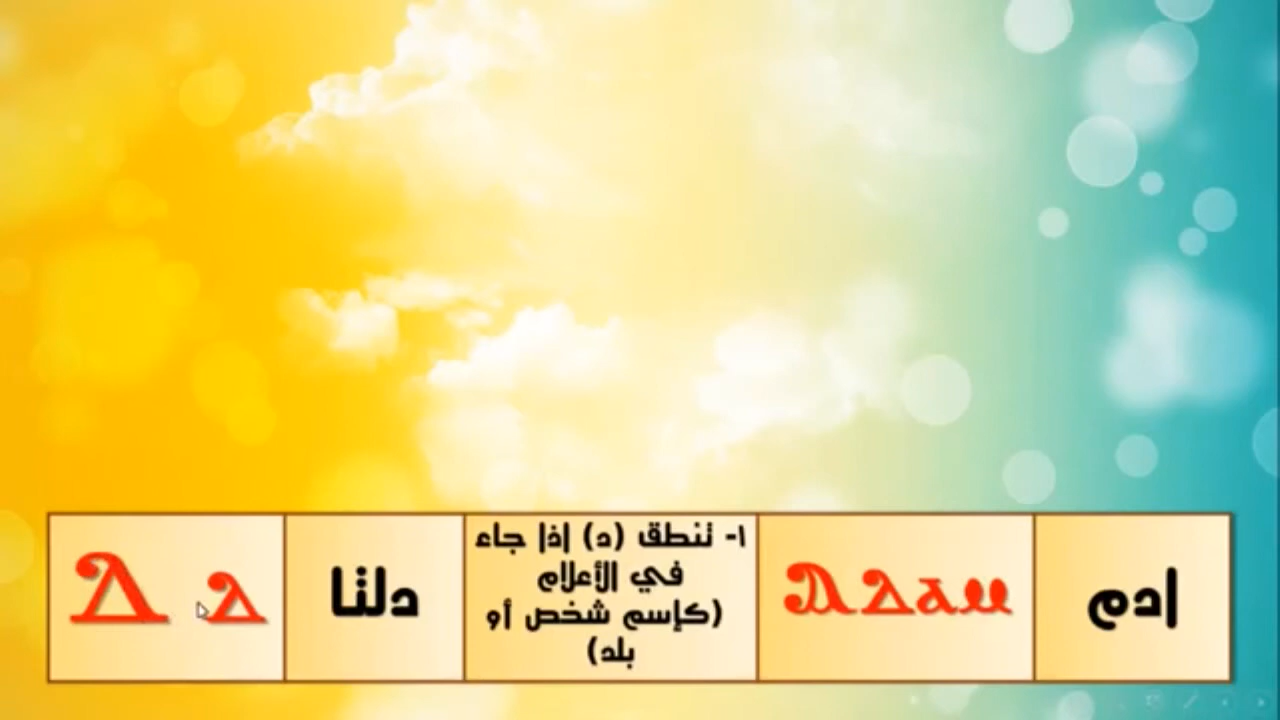 Ⲇ ⲇ
دلتا
١- تنطق (د) إذا جاء
في الأعلام
(كإسم شخص أو
بلد)
Ⲁⲇⲁⲙ
ادم